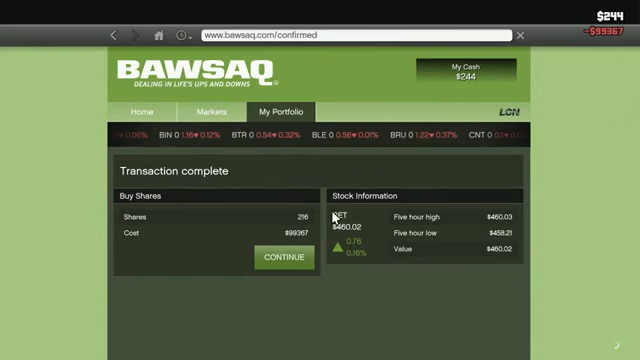 $244
-$99367
www.bawsaq.com/confirmed
BAWSAQ
DEALING IN LIFE'S UPS AND DOWNS
My Cash
$244
Home
Markets
My Portfolio
LCN
0.06% BIN 0 1.16 0.12% BTR 0 0.54 0.32% BLE 0 0.56 0.01% BRU 0 1.22 0.37% CNT 0
Transaction complete
Buy Shares
Shares 216
Cost $99367
CONTINUE
Stock Information
$460.02
0.76
0.16%
Five hour high $460.03
Five hour low $458.21
Value $460.02